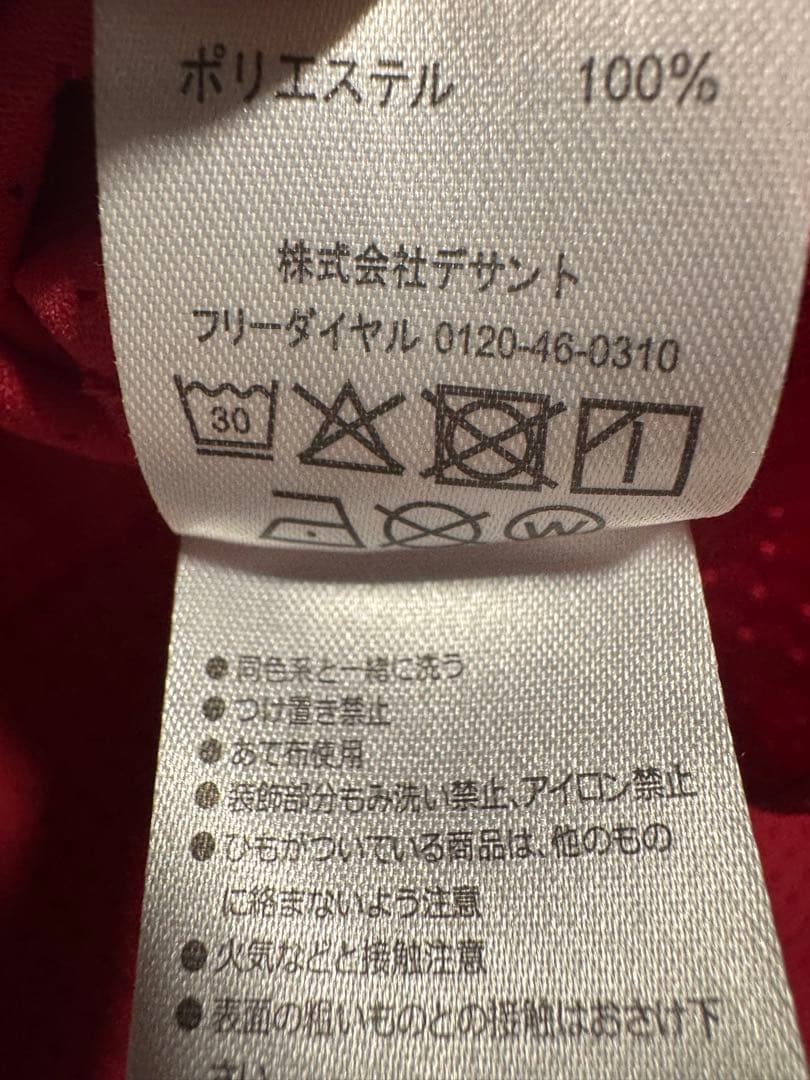 ポリエステル 100%
株式会社デサント
フリーダイヤル 0120-46-0310
30
W
●同色系と一緒に洗う
●つけ置き禁止
●あて布使用
●装飾部分もみ洗い禁止、アイロン禁止
●ひもがついている商品は、他のもの
に絡まないよう注意
●火気などと接触注意
●表面の粗いものとの接触はおさけ下
さい